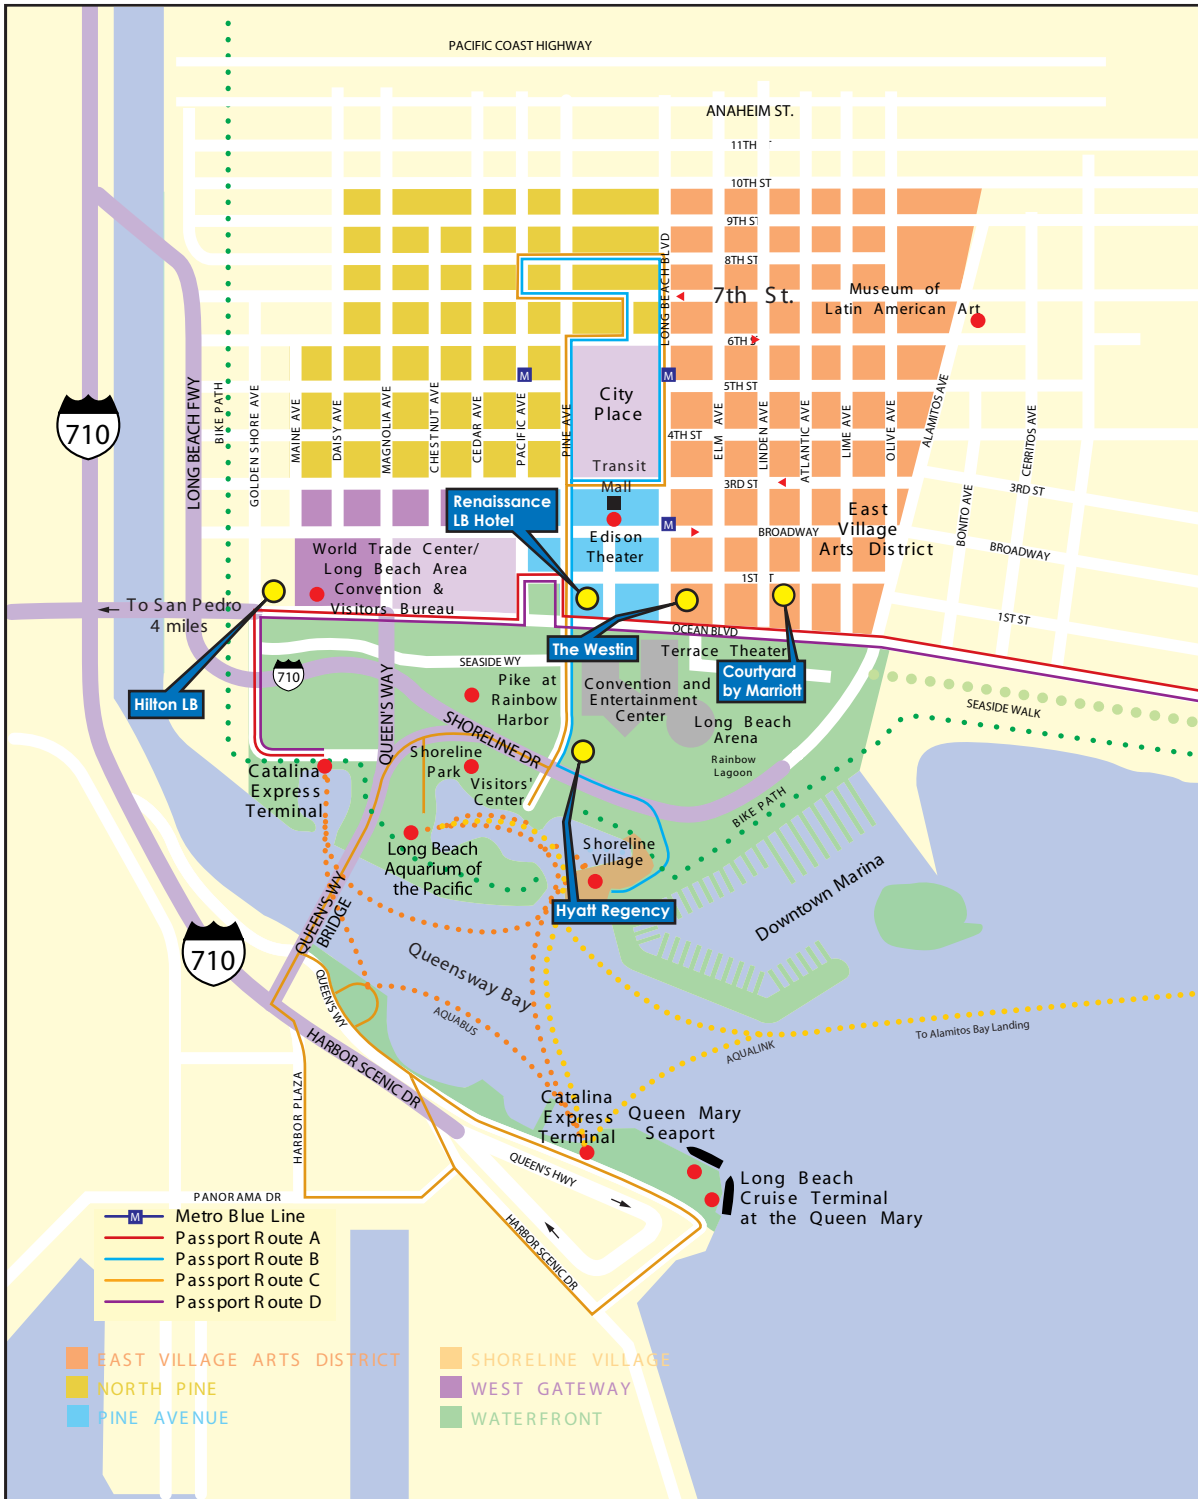 PACIFIC COAST HIGHWAY
ANAHEIM ST.
11TH ST
10TH ST
9TH ST
8TH ST
7th St.
6TH ST
5TH ST
4TH ST
3RD ST
BROADWAY
1ST ST
OCEAN BLVD
LONG BEACH BLVD
Museum of
Latin American Art
710
LONG BEACH FWY
BIKE PATH
GOLDEN SHORE AVE
MAINE AVE
DAISY AVE
MAGNOLIA AVE
CHESTNUT AVE
CEDAR AVE
PACIFIC AVE
PINE AVE
M
M
M
City
Place
Transit
Mall
Edison
Theater
ELM AVE
LINDEN AVE
ATLANTIC AVE
LIME AVE
OLIVE AVE
ALAMITOS AVE
BONITO AVE
CERRITOS AVE
3RD ST
BROADWAY
1ST ST
East
Village
Arts District
Renaissance
LB Hotel
World Trade Center/
Long Beach Area
Convention &
Visitors Bureau
To San Pedro
4 miles
Hilton LB
The Westin
Courtyard
by Marriott
Terrace Theater
SEASIDE WY
710
Pike at
Rainbow
Harbor
Convention and
Entertainment
Center
Long Beach
Arena
Rainbow
Lagoon
SEASIDE WALK
QUEEN'S WAY
SHORELINE DR
Shoreline
Park
Visitors'
Center
Catalina
Express
Terminal
Long Beach
Aquarium of
the Pacific
Shoreline
Village
BIKE PATH
Downtown Marina
Hyatt Regency
QUEEN'S WY
BRIDGE
710
Queensway Bay
QUEEN'S WY
AQUABUS
AQUALINK
To Alamitos Bay Landing
HARBOR SCENIC DR
HARBOR PLAZA
Catalina
Express
Terminal
Queen Mary
Seaport
Long Beach
Cruise Terminal
at the Queen Mary
QUEEN'S HWY
HARBOR SCENIC DR
PANORAMA DR
M Metro Blue Line
Passport Route A
Passport Route B
Passport Route C
Passport Route D
EAST VILLAGE ARTS DISTRICT
NORTH PINE
PINE AVENUE
SHORELINE VILLAGE
WEST GATEWAY
WATERFRONT